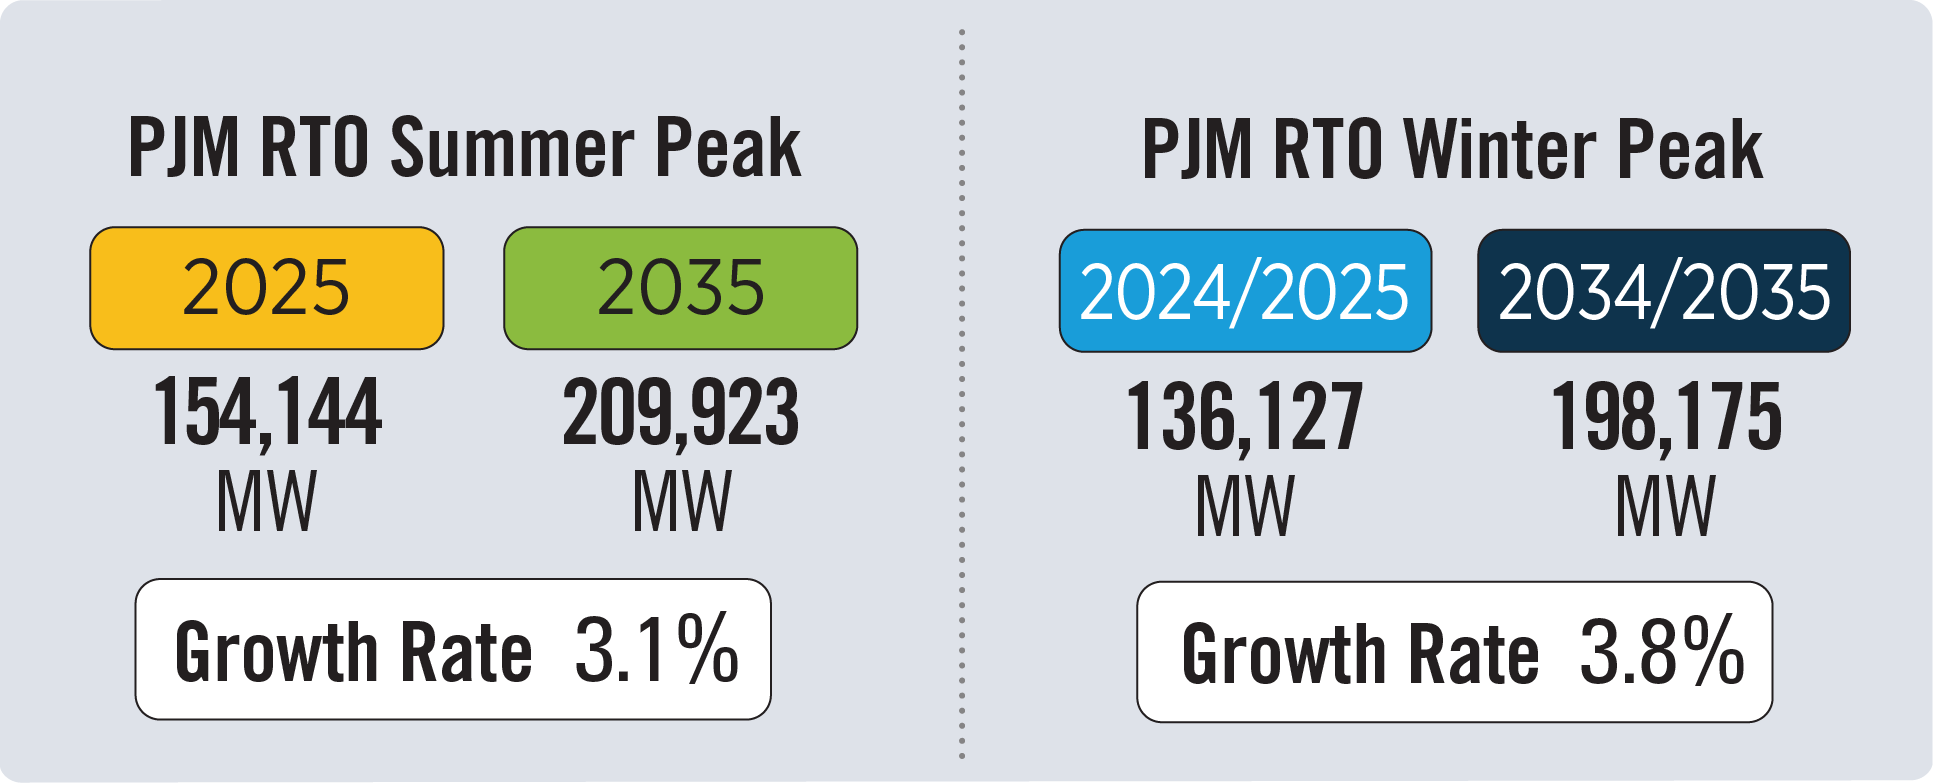 PJM RTO Summer Peak
2025
2035
154,144
209,923
MW
MW
Growth Rate 3.1%
PJM RTO Winter Peak
2024/2025
2034/2035
136,127
198,175
MW
MW
Growth Rate 3.8%